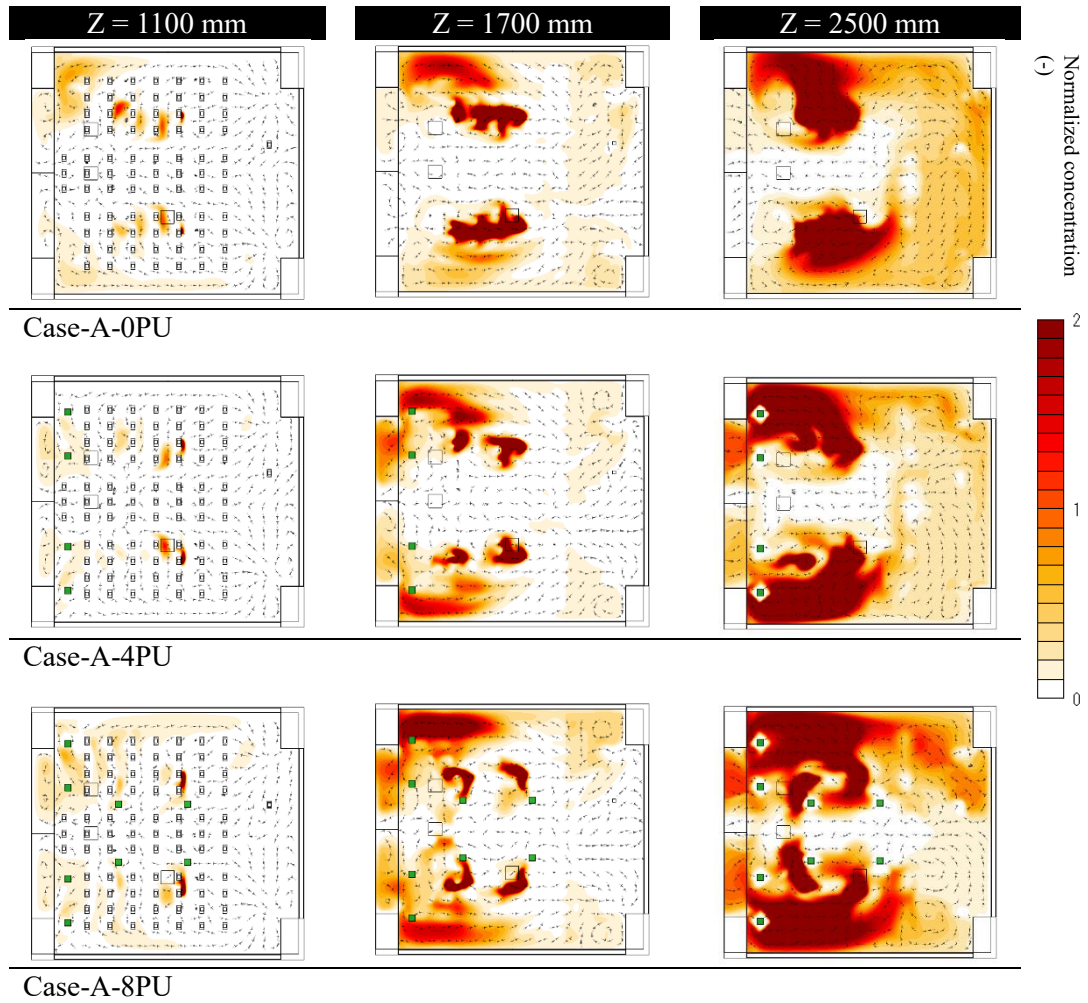 Z = 1100 mm
Z = 1700 mm
Z = 2500 mm
Normalized concentration
(-)
2
1
0
Case-A-0PU
Case-A-4PU
Case-A-8PU